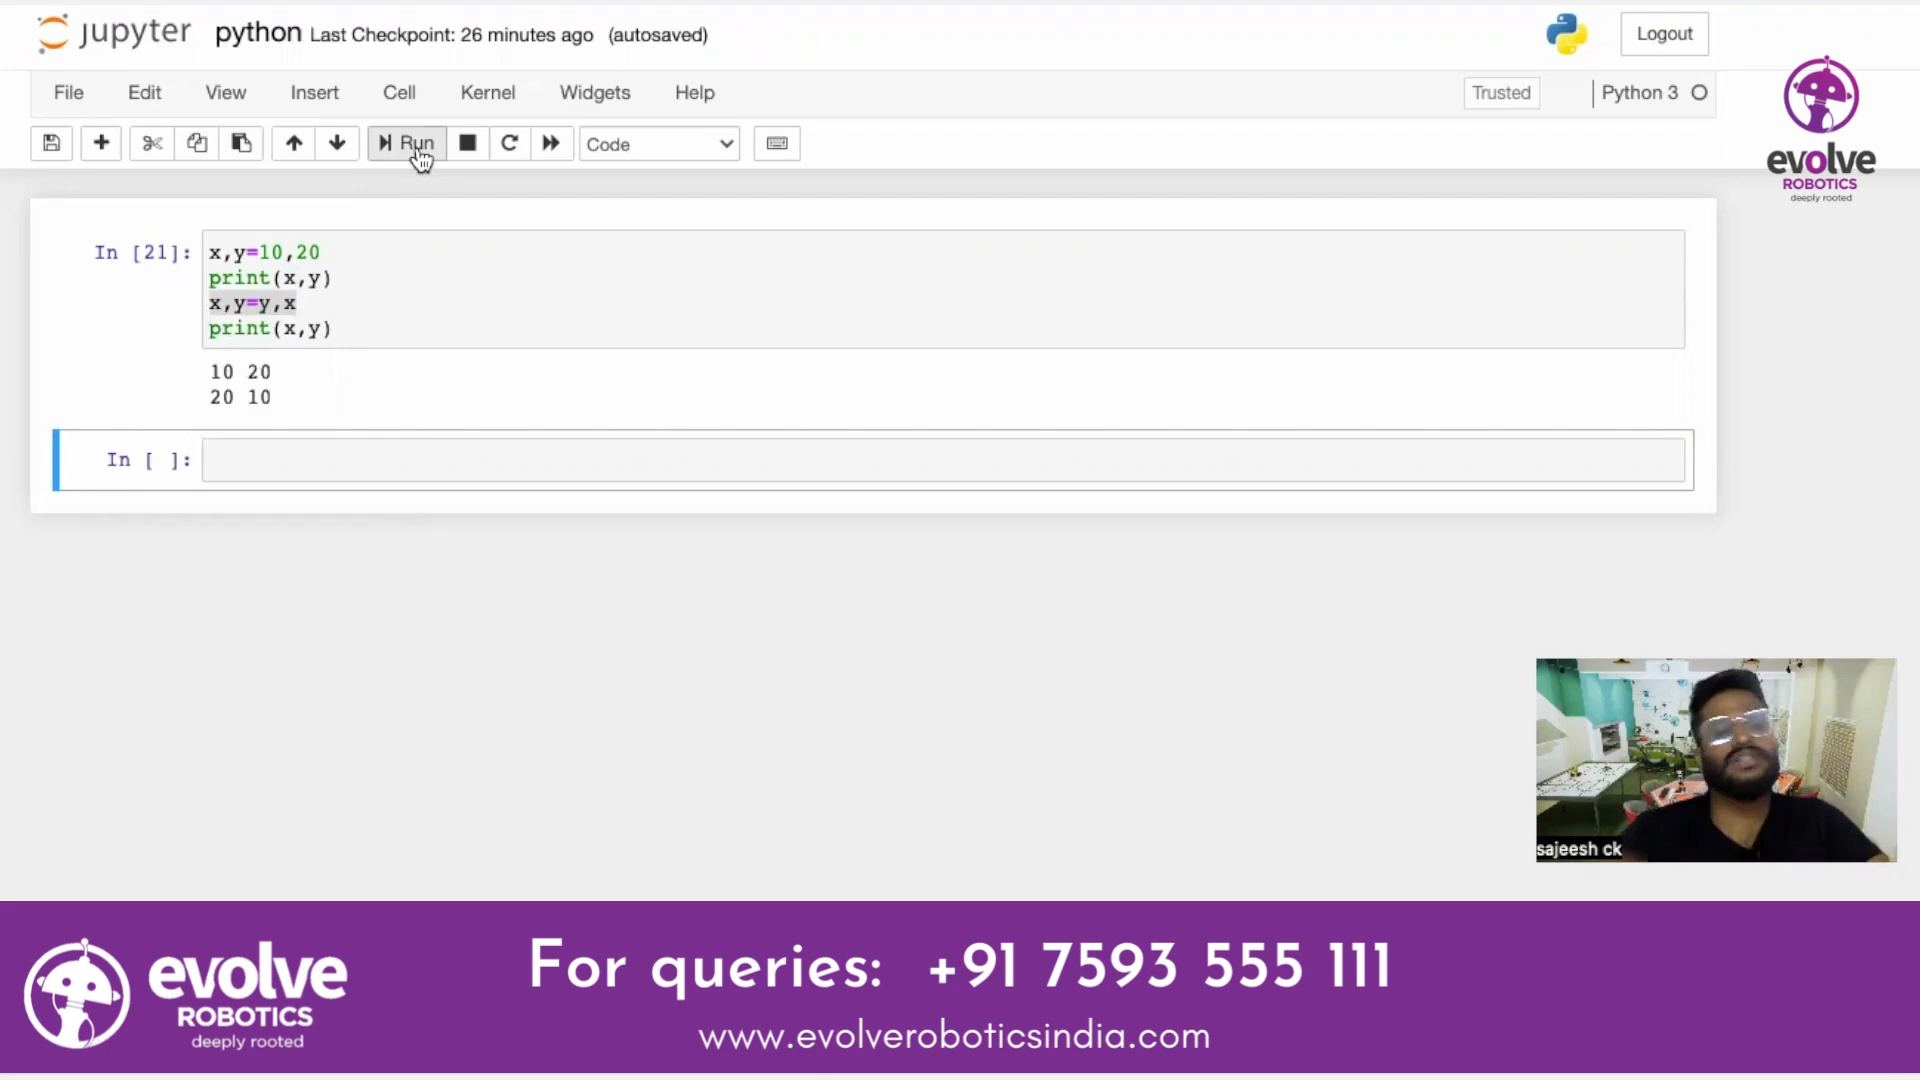 jupyter python Last Checkpoint: 26 minutes ago (autosaved) Logout
File Edit View Insert Cell Kernel Widgets Help Trusted Python 3
Run Code
evolve
ROBOTICS
deeply rooted
In [21]: x,y=10,20
print(x,y)
x,y=y,x
print(x,y)
10 20
20 10
In [ ]:
sajeesh ck
evolve
ROBOTICS
deeply rooted
For queries: +91 7593 555 111
www.evolveroboticsindia.com